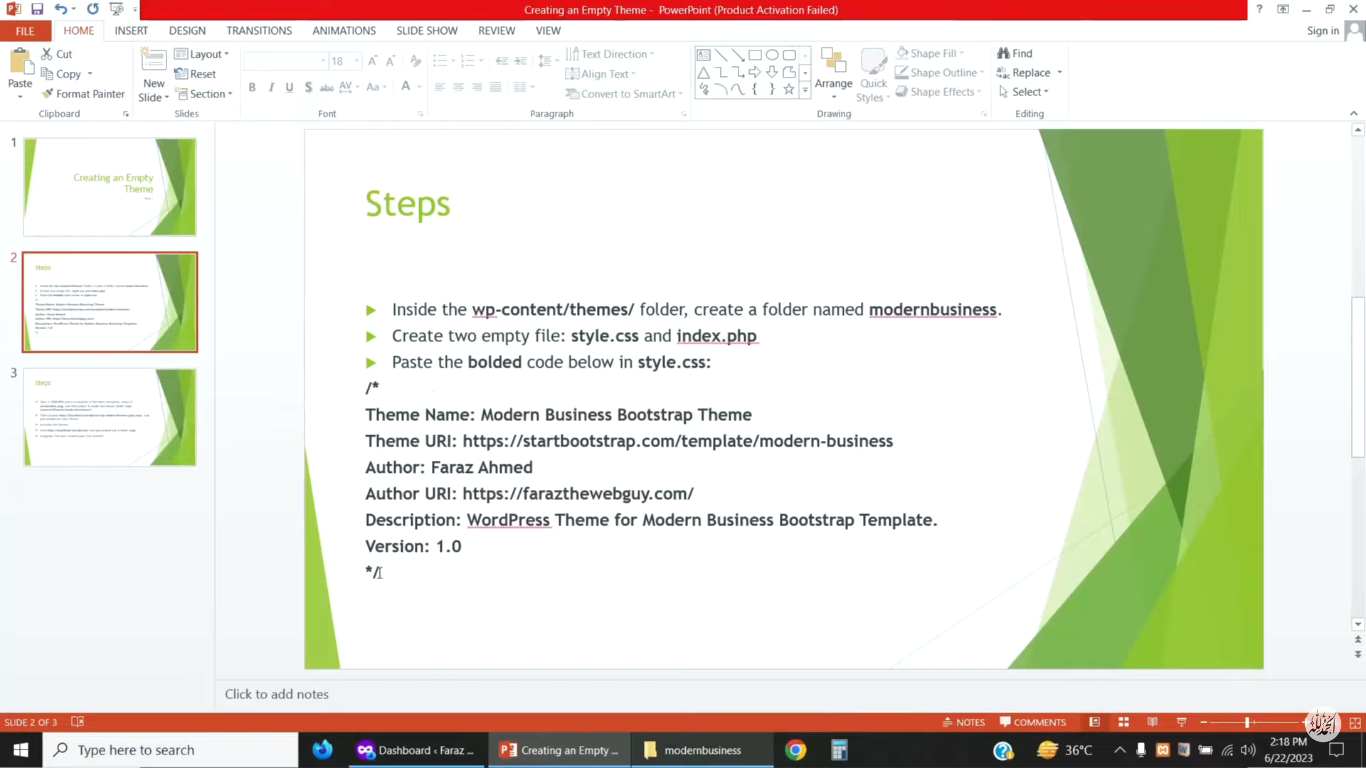 Creating an Empty Theme - PowerPoint (Product Activation Failed)
?
Sign in
FILE HOME INSERT DESIGN TRANSITIONS ANIMATIONS SLIDE SHOW REVIEW VIEW
Paste
Cut
Copy
Format Painter
Clipboard
New Slide
Layout
Reset
Section
Slides
18
B I U S abc AV Aa A
Font
Text Direction
Align Text
Convert to SmartArt
Paragraph
Arrange
Quick Styles
Shape Fill
Shape Outline
Shape Effects
Drawing
Find
Replace
Select
Editing
1
Creating an Empty
Theme
2
Steps
3
Steps
Steps
Inside the wp-content/themes/ folder, create a folder named modernbusiness.
Create two empty file: style.css and index.php
Paste the bolded code below in style.css:
/*
Theme Name: Modern Business Bootstrap Theme
Theme URI: https://startbootstrap.com/template/modern-business
Author: Faraz Ahmed
Author URI: https://farazthewebguy.com/
Description: WordPress Theme for Modern Business Bootstrap Template.
Version: 1.0
*/
Click to add notes
SLIDE 2 OF 3
NOTES COMMENTS
Type here to search
Dashboard ‹ Faraz ...
Creating an Empty ...
modernbusiness
36°C
2:18 PM
6/22/2023